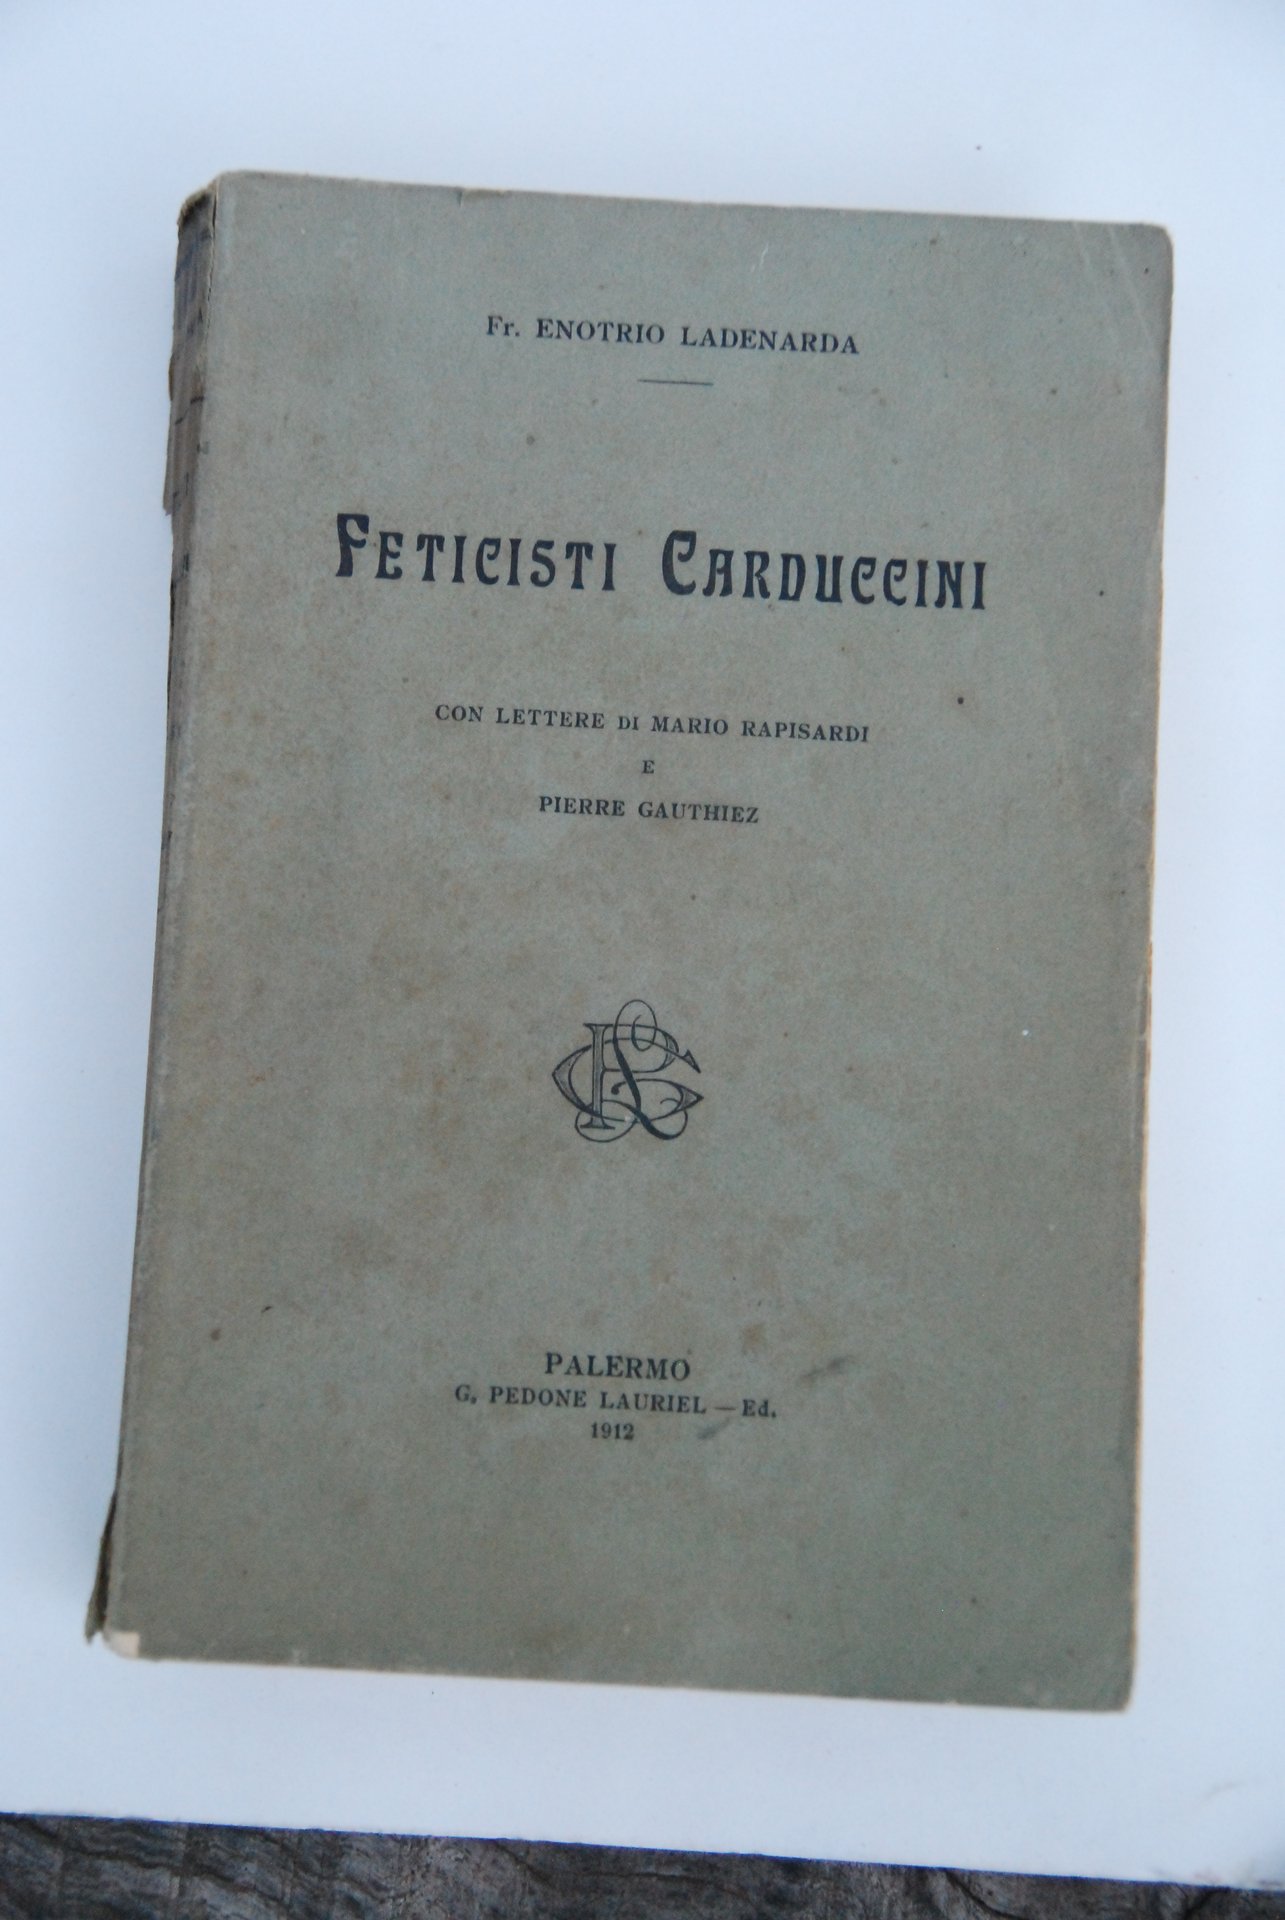 Fr. ENOTRIO LADENARDA
FETICISTI CARDUCCINI
CON LETTERE DI MARIO RAPISARDI
E
PIERRE GAUTHIEZ
PALERMO
G. PEDONE LAURIEL — Ed.
1912